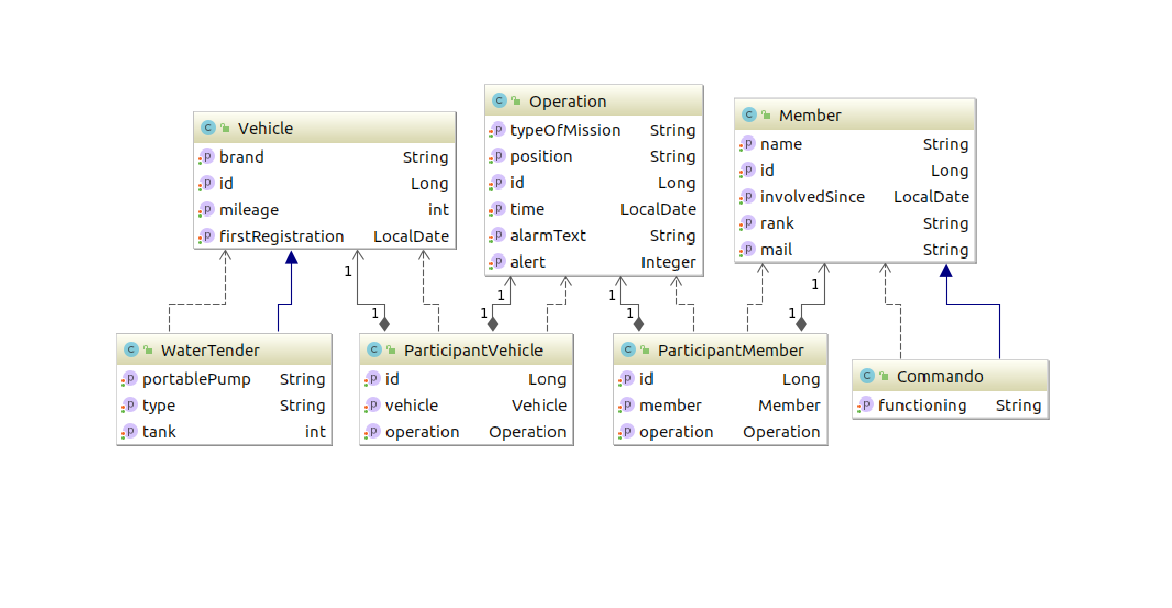 C Vehicle
p brand String
p id Long
p mileage int
p firstRegistration LocalDate
C Operation
p typeOfMission String
p position String
p id Long
p time LocalDate
p alarmText String
p alert Integer
C Member
p name String
p id Long
p involvedSince LocalDate
p rank String
p mail String
1
1
1
1
1
1
1
1
C WaterTender
p portablePump String
p type String
p tank int
C ParticipantVehicle
p id Long
p vehicle Vehicle
p operation Operation
C ParticipantMember
p id Long
p member Member
p operation Operation
C Commando
p functioning String